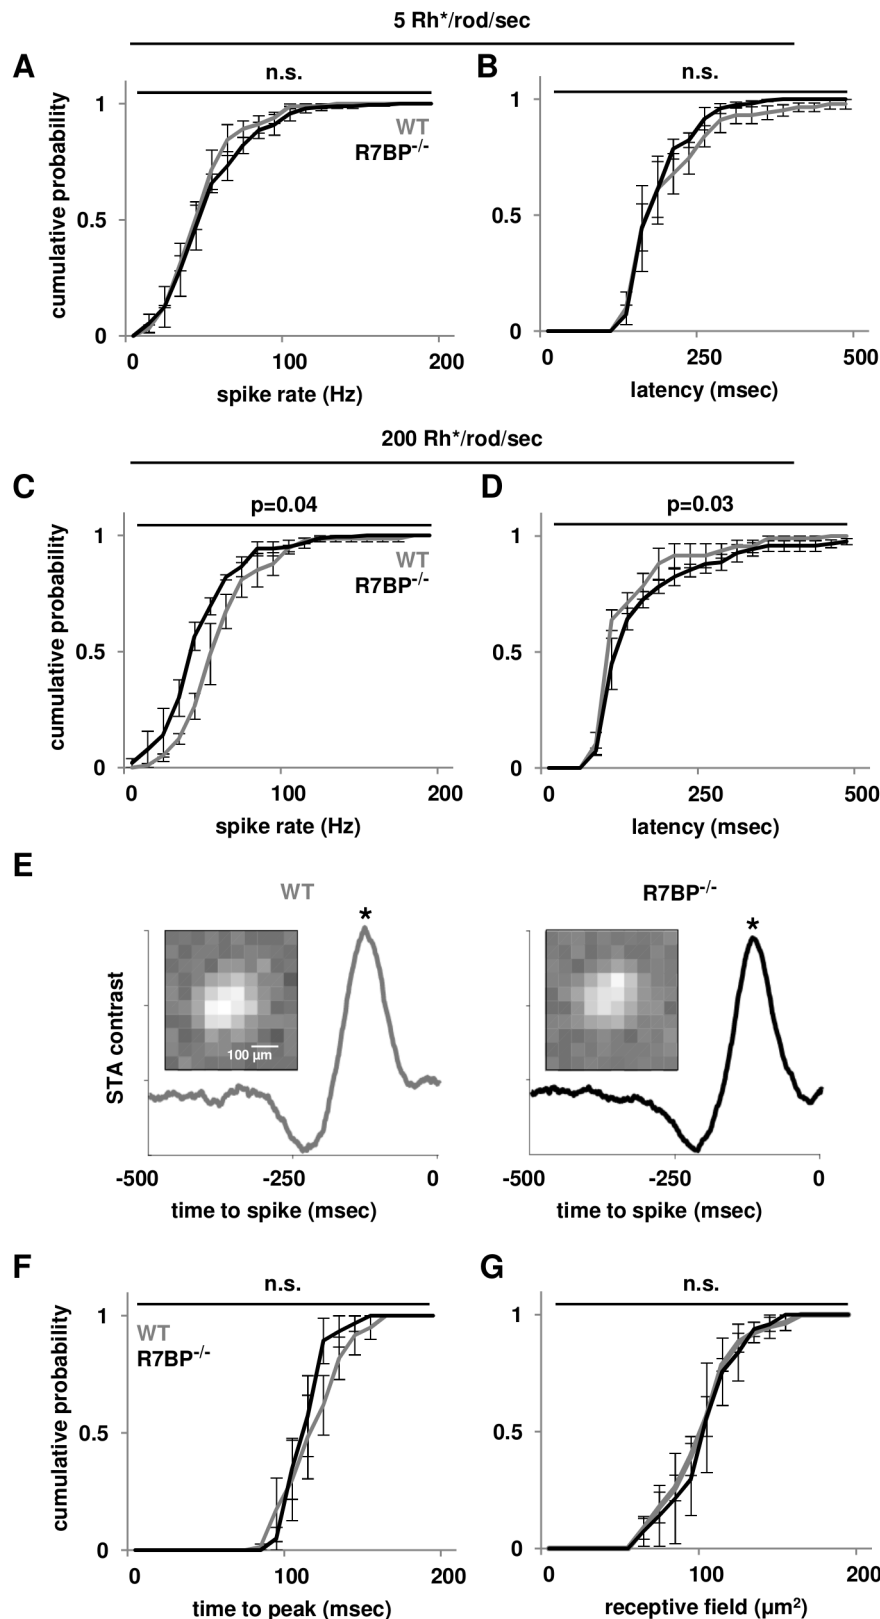 5 Rh*/rod/sec
A
n.s.
cumulative probability
1
0.5
0
WT
R7BP-/-
0 100 200
spike rate (Hz)
B
n.s.
1
0.5
0
0 250 500
latency (msec)
200 Rh*/rod/sec
C
p=0.04
cumulative probability
1
0.5
0
WT
R7BP-/-
0 100 200
spike rate (Hz)
D
p=0.03
1
0.5
0
0 250 500
latency (msec)
E
WT
*
STA contrast
100 µm
-500 -250 0
time to spike (msec)
R7BP-/-
*
-500 -250 0
time to spike (msec)
F
n.s.
cumulative probability
1
0.5
0
WT
R7BP-/-
0 100 200
time to peak (msec)
G
n.s.
1
0.5
0
0 100 200
receptive field (µm²)